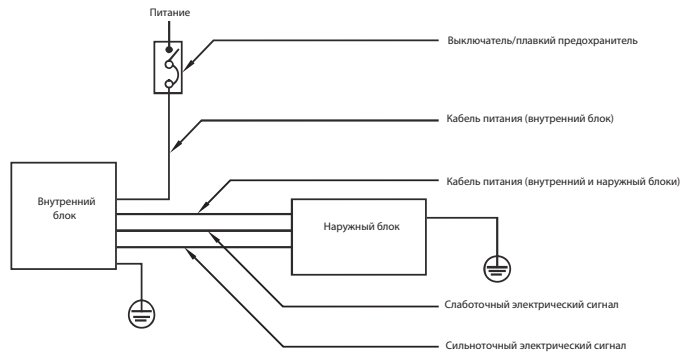 Питание
Выключатель/плавкий предохранитель
Кабель питания (внутренний блок)
Кабель питания (внутренний и наружный блоки)
Внутренний
блок
Наружный блок
Слаботочный электрический сигнал
Сильноточный электрический сигнал